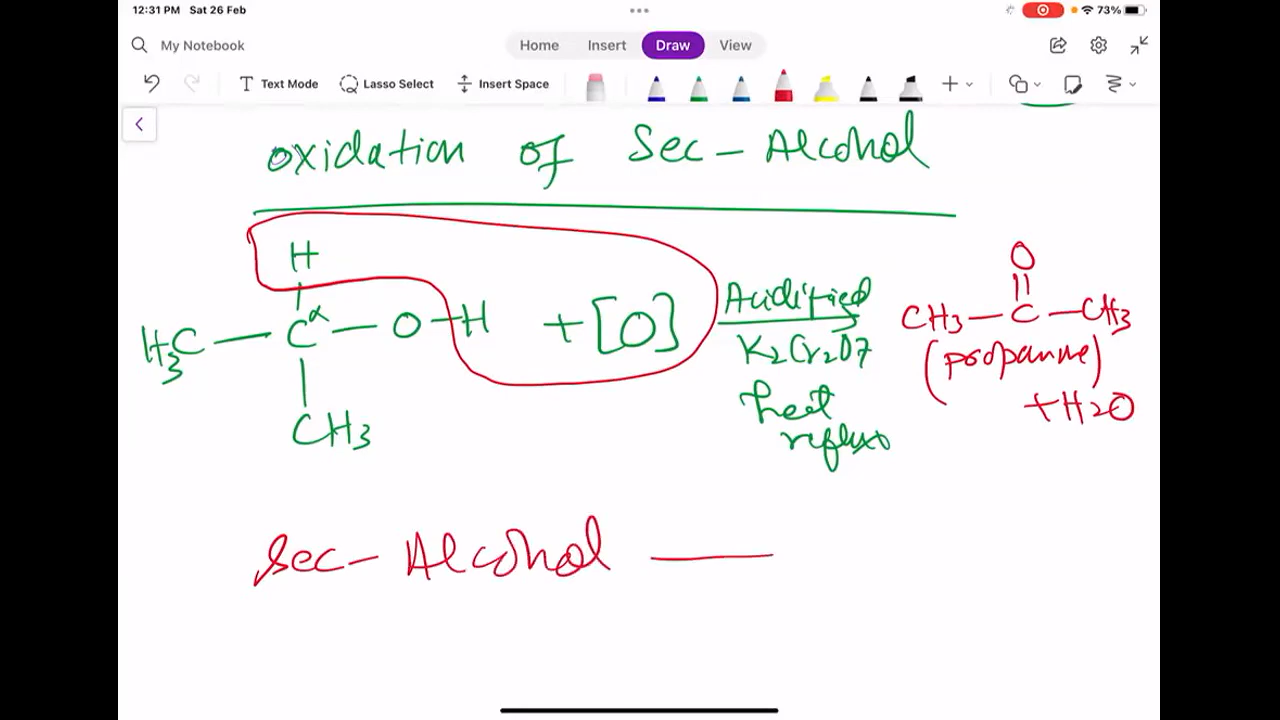 12:31 PM Sat 26 Feb
73%
My Notebook
Home Insert Draw View
Text Mode Lasso Select Insert Space
oxidation of Sec - Alcohol
H
H3C — Cα — O - H + [O]
CH3
Acidified
K2Cr2O7
heat
reflux
O
CH3 — C — CH3
(propanne)
+ H2O
Sec - Alcohol —